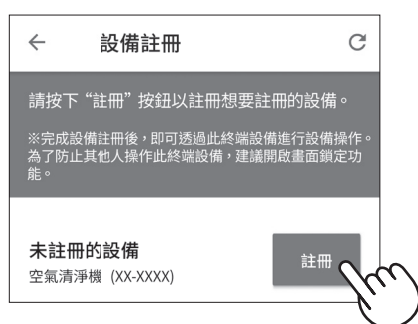 設備註冊
請按下“註冊”按鈕以註冊想要註冊的設備。
※完成設備註冊後，即可透過此終端設備進行設備操作。
為了防止其他人操作此終端設備，建議開啟畫面鎖定功
能。
未註冊的設備
註冊
空氣清淨機 (XX-XXXX)